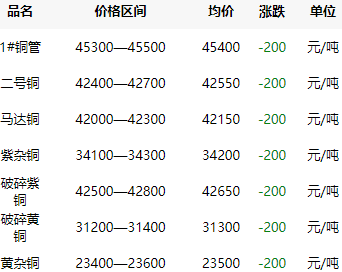 品名 价格区间 均价 涨跌 单位
1#铜管 45300—45500 45400 -200 元/吨
二号铜 42400—42700 42550 -200 元/吨
马达铜 42000—42300 42150 -200 元/吨
紫杂铜 34100—34300 34200 -200 元/吨
破碎紫
铜 42500—42800 42650 -200 元/吨
破碎黄
铜 31200—31400 31300 -200 元/吨
黄杂铜 23400—23600 23500 -200 元/吨